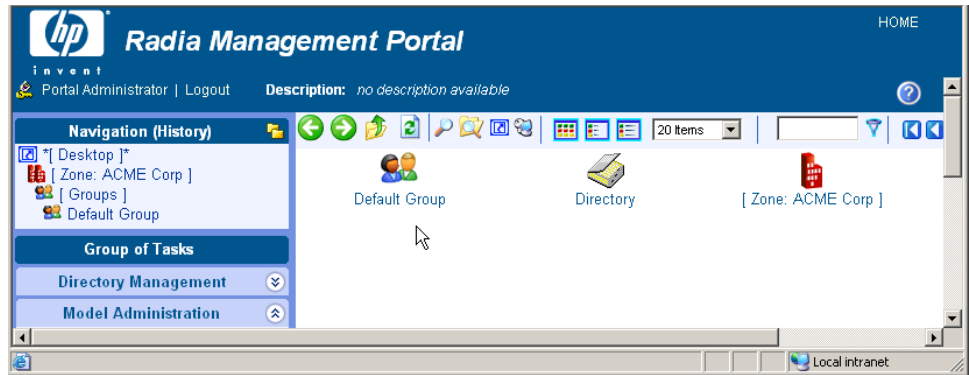 hp
invent
Radia Management Portal
HOME
Portal Administrator | Logout
Description: no description available
?
Navigation (History)
20 Items
*[ Desktop ]*
[ Zone: ACME Corp ]
[ Groups ]
Default Group
Default Group
Directory
[ Zone: ACME Corp ]
Group of Tasks
Directory Management
Model Administration
Local intranet